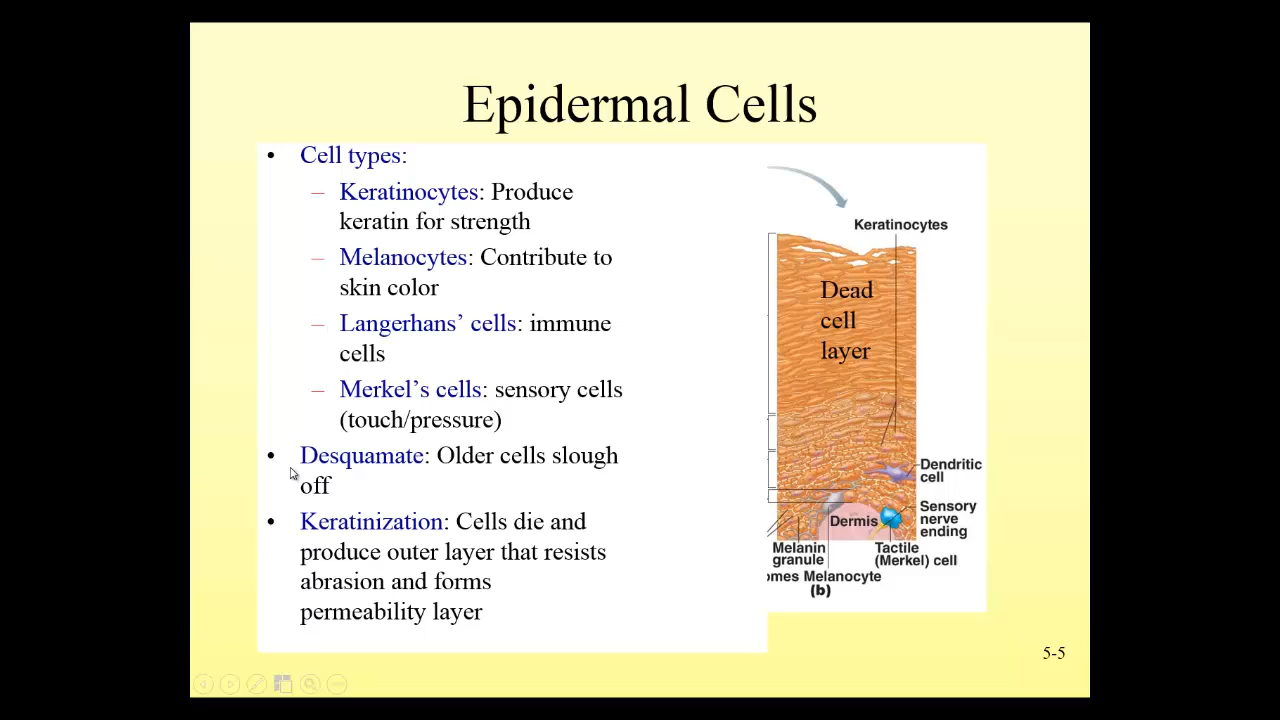 Epidermal Cells
• Cell types:
– Keratinocytes: Produce
keratin for strength
– Melanocytes: Contribute to
skin color
– Langerhans’ cells: immune
cells
– Merkel’s cells: sensory cells
(touch/pressure)
• Desquamate: Older cells slough
off
• Keratinization: Cells die and
produce outer layer that resists
abrasion and forms
permeability layer
Keratinocytes
Dead
cell
layer
Dendritic
cell
Sensory
nerve
ending
Dermis
Melanin
granule
Tactile
(Merkel) cell
omes Melanocyte
(b)
5-5